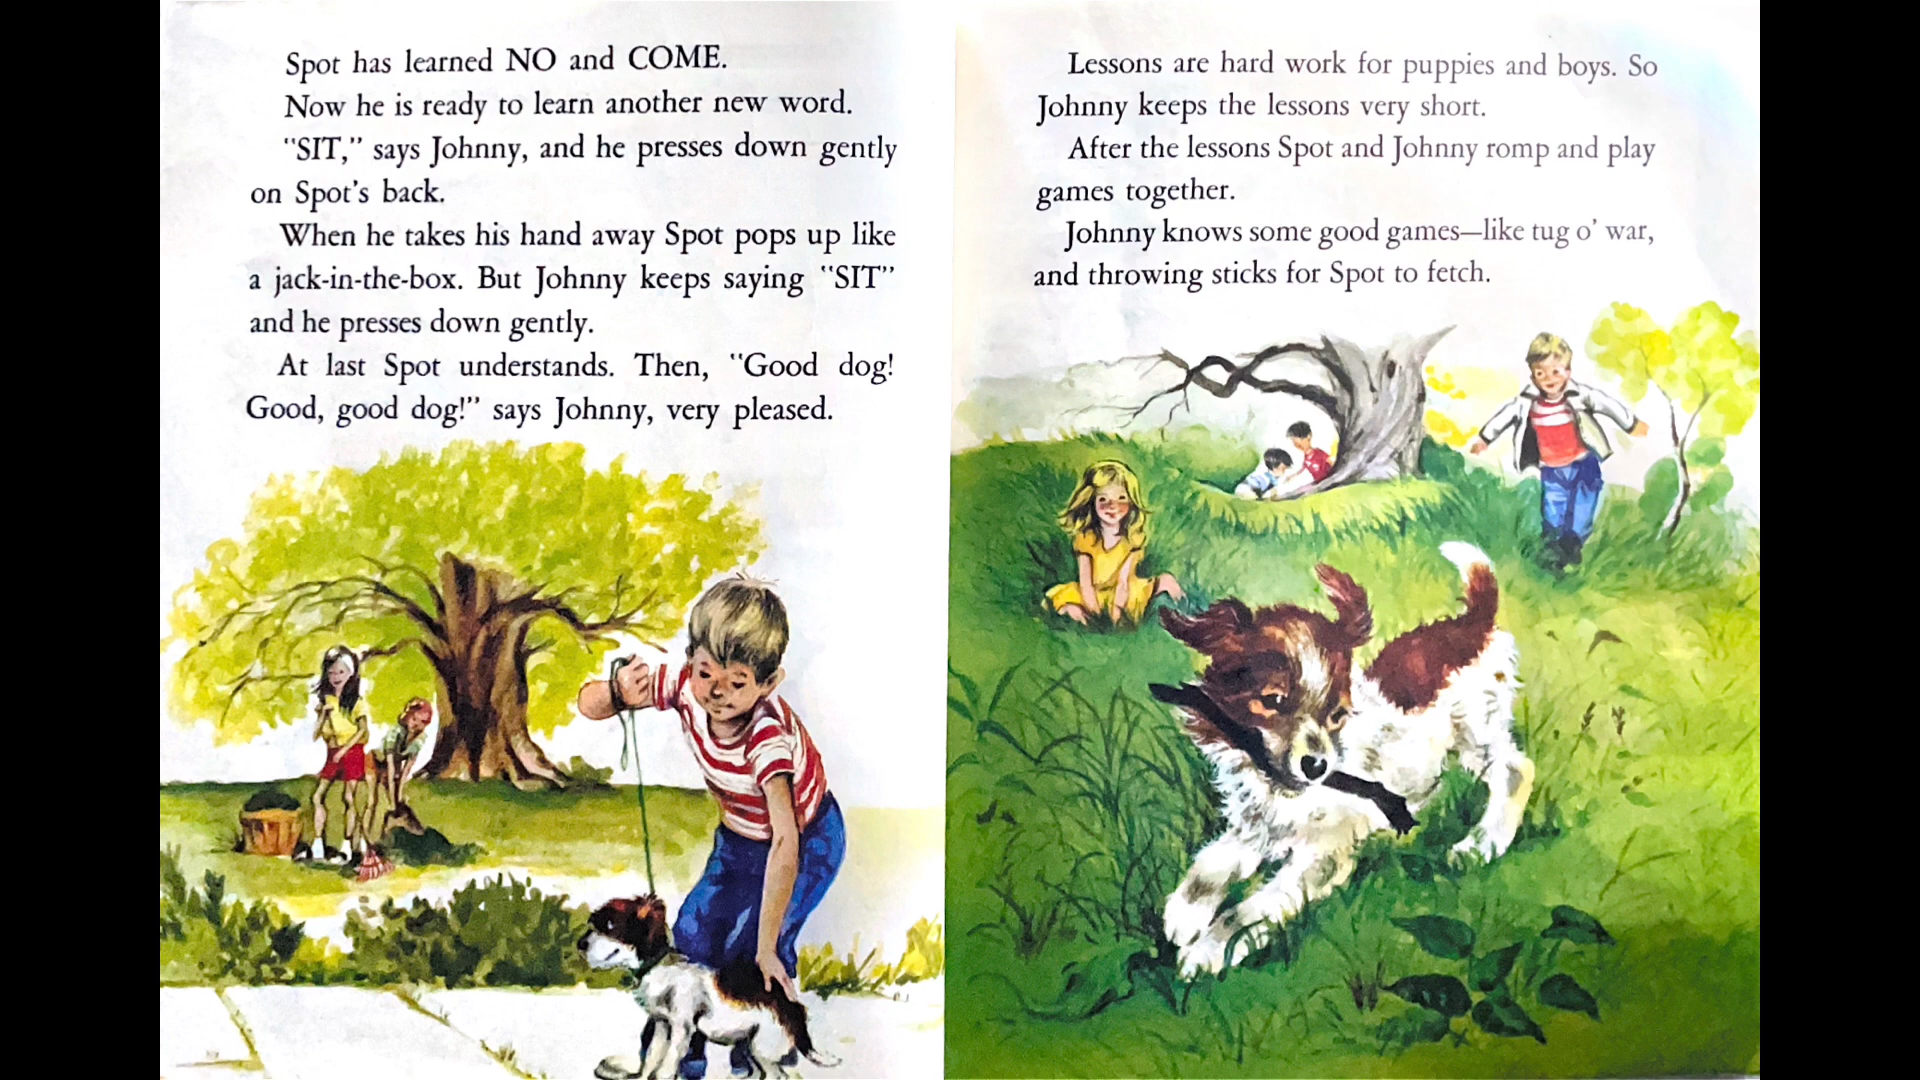 Spot has learned NO and COME.
Now he is ready to learn another new word.
"SIT," says Johnny, and he presses down gently
on Spot's back.
When he takes his hand away Spot pops up like
a jack-in-the-box. But Johnny keeps saying "SIT"
and he presses down gently.
At last Spot understands. Then, "Good dog!
Good, good dog!" says Johnny, very pleased.
Lessons are hard work for puppies and boys. So
Johnny keeps the lessons very short.
After the lessons Spot and Johnny romp and play
games together.
Johnny knows some good games—like tug o' war,
and throwing sticks for Spot to fetch.